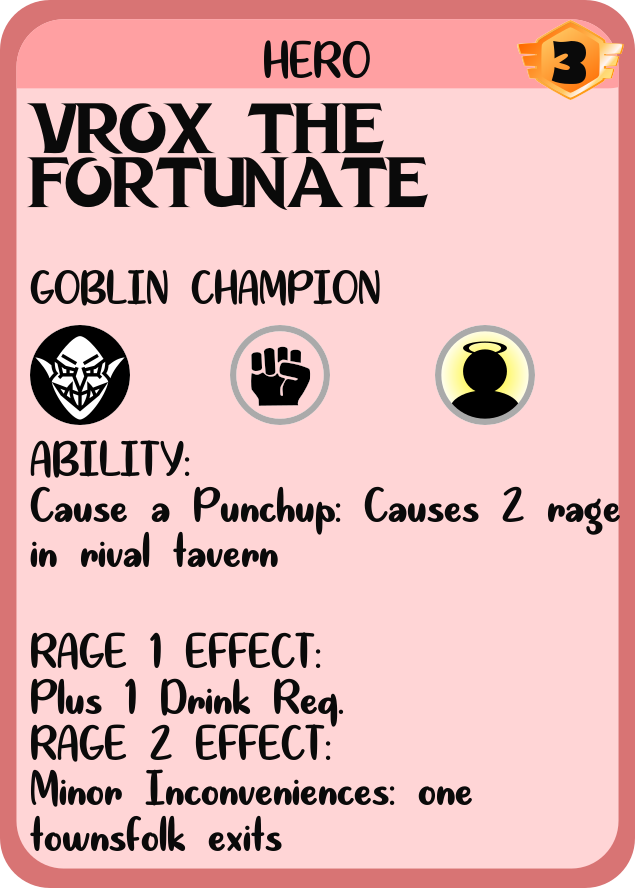 HERO
3
VROX THE
FORTUNATE
GOBLIN CHAMPION
ABILITY:
Cause a Punchup: Causes 2 rage
in rival tavern
RAGE 1 EFFECT:
Plus 1 Drink Req.
RAGE 2 EFFECT:
Minor Inconveniences: one
townsfolk exits